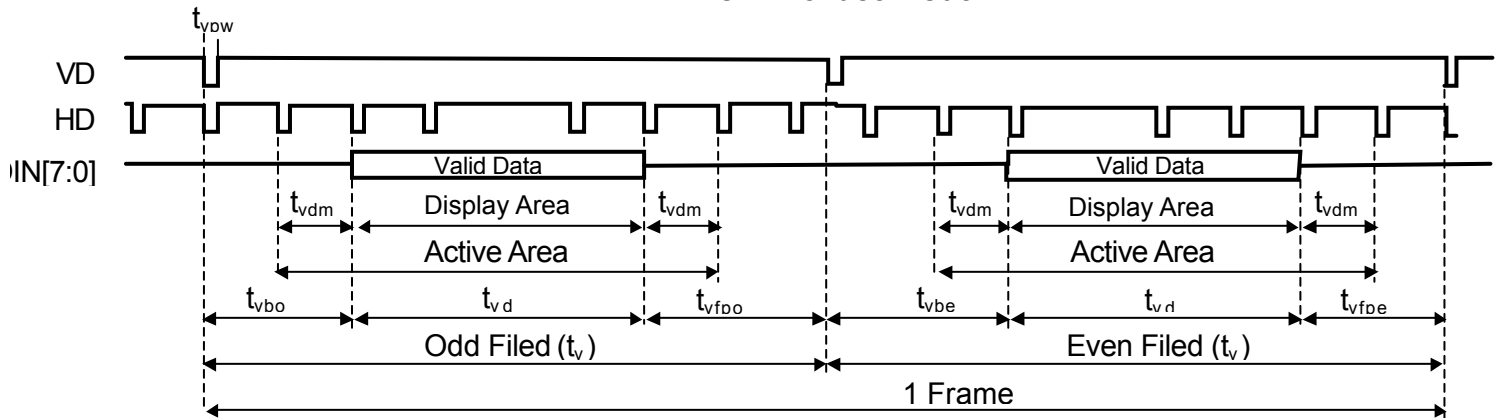 tvpw
VD
HD
IN[7:0]
Valid Data Valid Data
tvdm Display Area tvdm tvdm Display Area tvdm
Active Area Active Area
tvbo tvd tvfpo tvbe tvd tvfpe
Odd Filed (tv) Even Filed (tv)
1 Frame